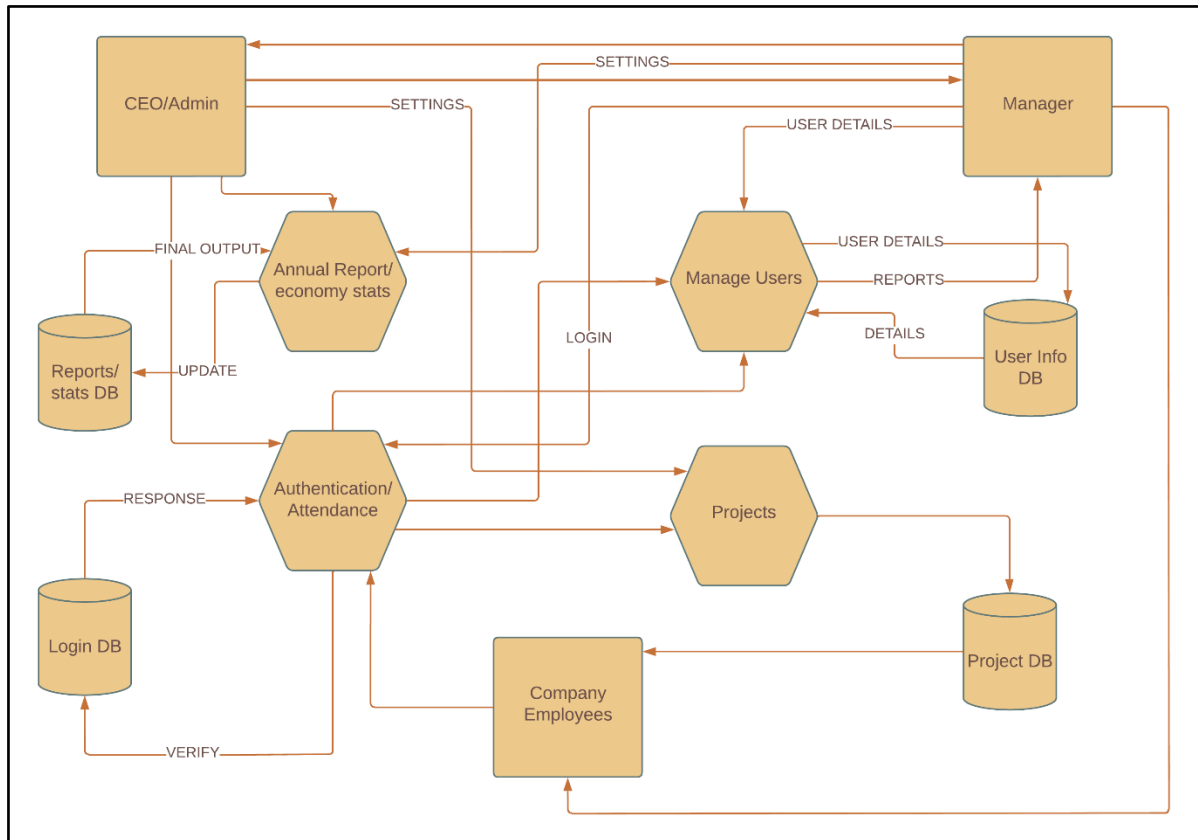 SETTINGS
CEO/Admin
SETTINGS
Manager
USER DETAILS
FINAL OUTPUT
USER DETAILS
Annual Report/
economy stats
Manage Users
REPORTS
LOGIN
DETAILS
Reports/
stats DB
UPDATE
User Info
DB
RESPONSE
Authentication/
Attendance
Projects
Login DB
Project DB
Company
Employees
VERIFY